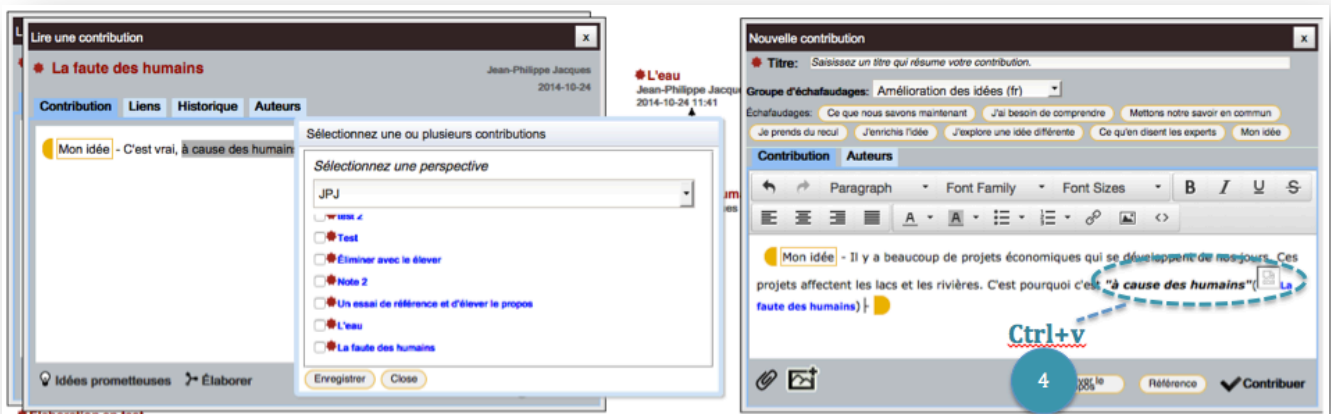 Lire une contribution
x
La faute des humains
Jean-Philippe Jacques
2014-10-24
Contribution Liens Historique Auteurs
Mon idée - C'est vrai, à cause des humains
Idées prometteuses Élaborer
Sélectionnez une ou plusieurs contributions
Sélectionnez une perspective
JPJ
Test
Éliminer avec le élever
Note 2
Un essai de référence et d'élever le propos
L'eau
La faute des humains
Enregistrer Close
L'eau
Jean-Philippe
2014-10-24 11:41
Nouvelle contribution
x
Titre: Saisissez un titre qui résume votre contribution.
Groupe d'échafaudages: Amélioration des idées (fr)
Échafaudages: Ce que nous savons maintenant J'ai besoin de comprendre Mettons notre savoir en commun
Je prends du recul J'enrichis l'idée J'explore une idée différente Ce qu'en disent les experts Mon idée
Contribution Auteurs
Paragraph Font Family Font Sizes B I U S
A A
Mon idée - Il y a beaucoup de projets économiques qui se développent de nos jours. Ces
projets affectent les lacs et les rivières. C'est pourquoi c'est "à cause des humains"( La
faute des humains) -
Ctrl+v
4
Référence Contribuer